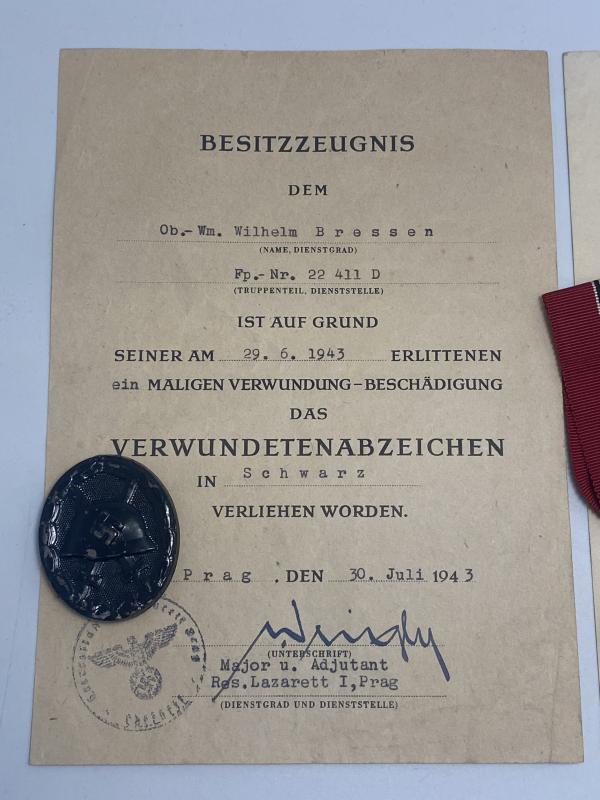 BESITZZEUGNIS
DEM
Ob.-Wm. Wilhelm Bressen
(NAME, DIENSTGRAD)
Fp.-Nr. 22 411 D
(TRUPPENTEIL, DIENSTSTELLE)
IST AUF GRUND
SEINER AM 29. 6. 1943 ERLITTENEN
ein MALIGEN VERWUNDUNG-BESCHÄDIGUNG
DAS
VERWUNDETENABZEICHEN
IN Schwarz
VERLIEHEN WORDEN.
Prag , DEN 30. Juli 1943
(UNTERSCHRIFT)
Major u. Adjutant
Res. Lazarett I, Prag
(DIENSTGRAD UND DIENSTSTELLE)